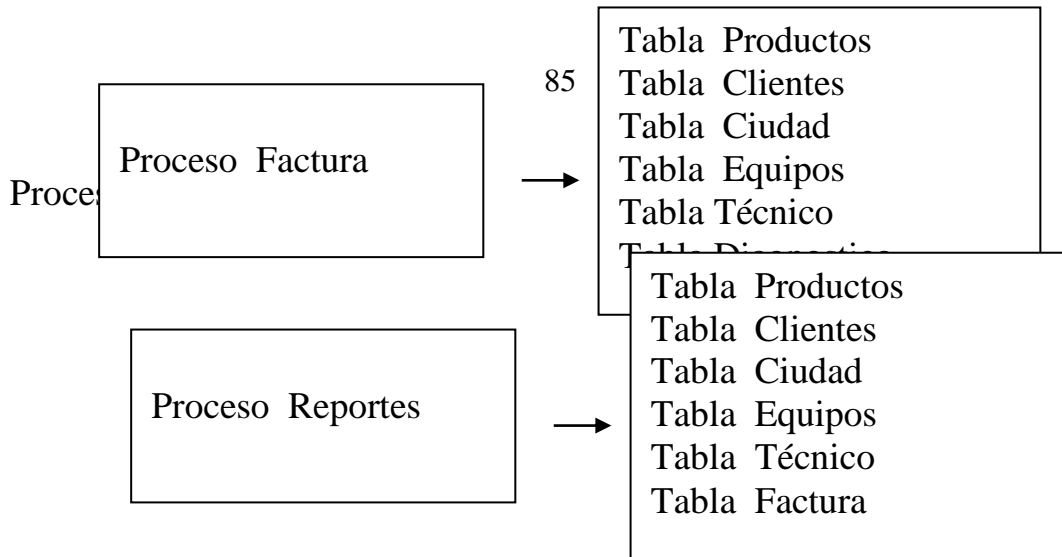 Tabla Productos
85
Tabla Clientes
Tabla Ciudad
Proceso Factura
Tabla Equipos
Tabla Técnico
Tabla
Tabla Productos
Tabla Clientes
Tabla Ciudad
Proceso Reportes
Tabla Equipos
Tabla Técnico
Tabla Factura